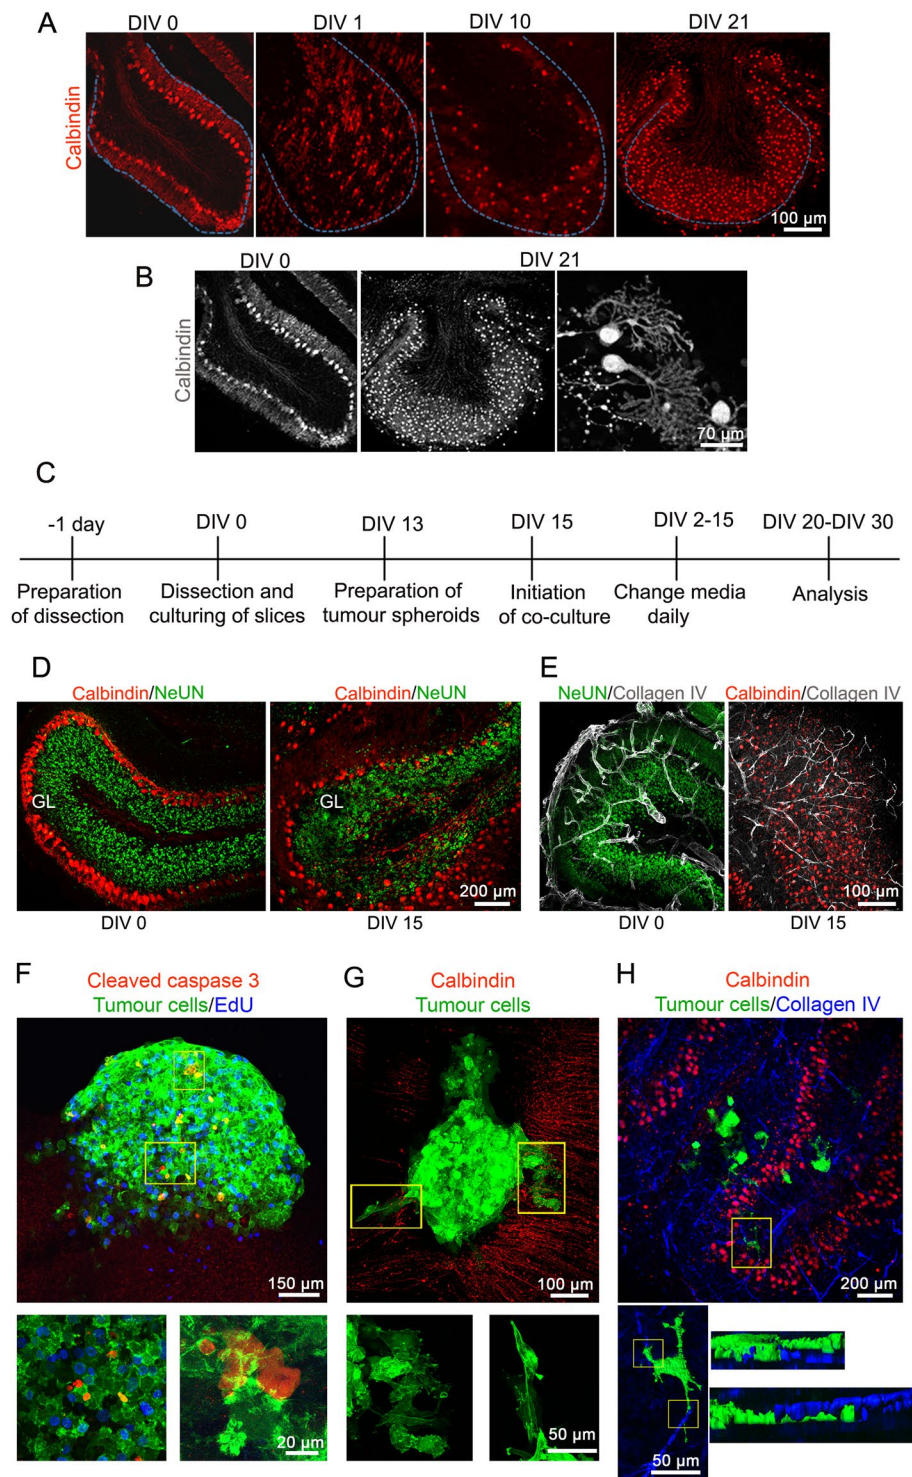 A
DIV 0
DIV 1
DIV 10
DIV 21
Calbindin
100 µm
B
DIV 0
DIV 21
Calbindin
70 µm
C
-1 day
DIV 0
DIV 13
DIV 15
DIV 2-15
DIV 20-DIV 30
Preparation
of dissection
Dissection and
culturing of slices
Preparation of
tumour spheroids
Initiation
of co-culture
Change media
daily
Analysis
D
Calbindin/NeUN
Calbindin/NeUN
GL
GL
200 µm
DIV 0
DIV 15
E
NeUN/Collagen IV
Calbindin/Collagen IV
100 µm
DIV 0
DIV 15
F
Cleaved caspase 3
Tumour cells/EdU
150 µm
20 µm
G
Calbindin
Tumour cells
100 µm
50 µm
H
Calbindin
Tumour cells/Collagen IV
200 µm
50 µm